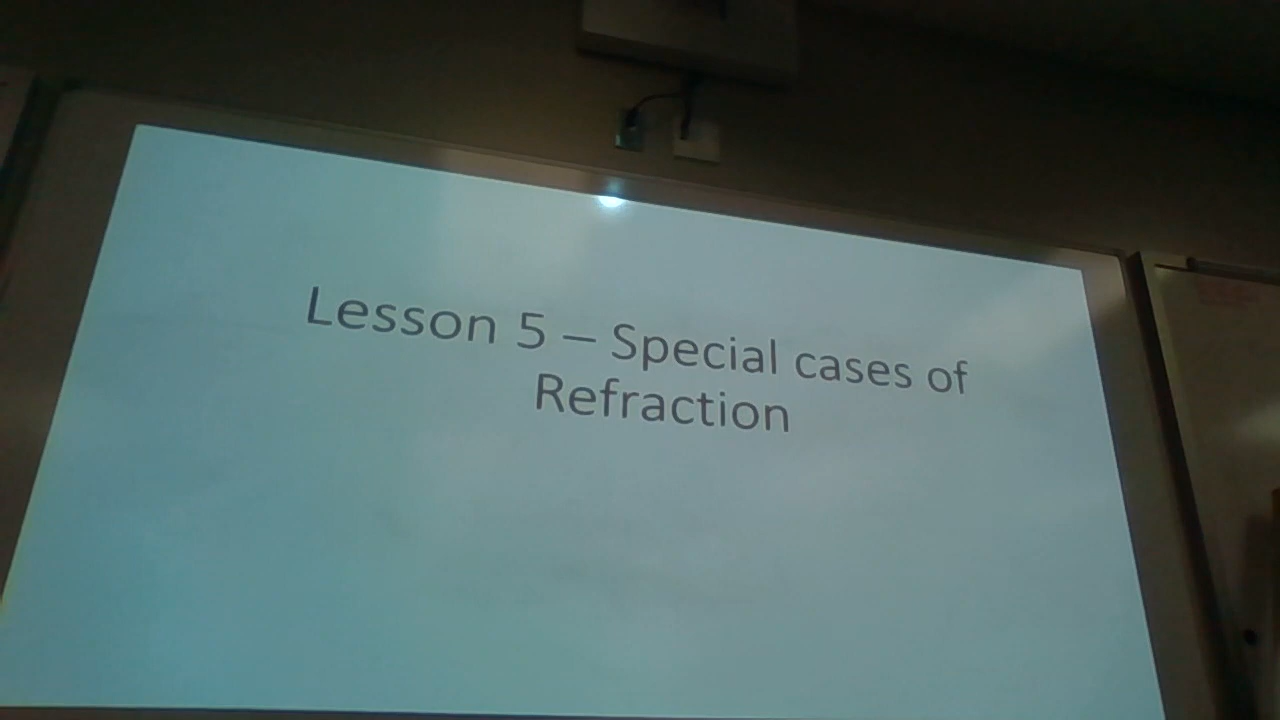 Lesson 5 – Special cases of
Refraction